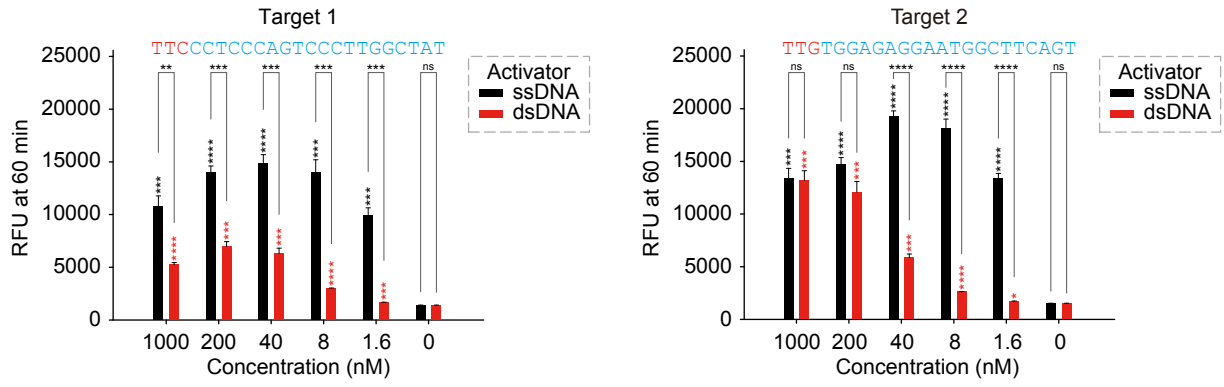 Target 1
TTCCCTCCCAGTCCCTTGGCTAT
25000
20000
15000
10000
5000
0
RFU at 60 min
** *** *** *** *** ns
*** **** **** *** ***
**** *** *** **** ***
1000 200 40 8 1.6 0
Concentration (nM)
Activator
ssDNA
dsDNA
Target 2
TTGTGGAGAGGAATGGCTTCAGT
25000
20000
15000
10000
5000
0
RFU at 60 min
ns ns **** **** **** ns
*** **** **** **** ****
*** *** **** **** *
1000 200 40 8 1.6 0
Concentration (nM)
Activator
ssDNA
dsDNA